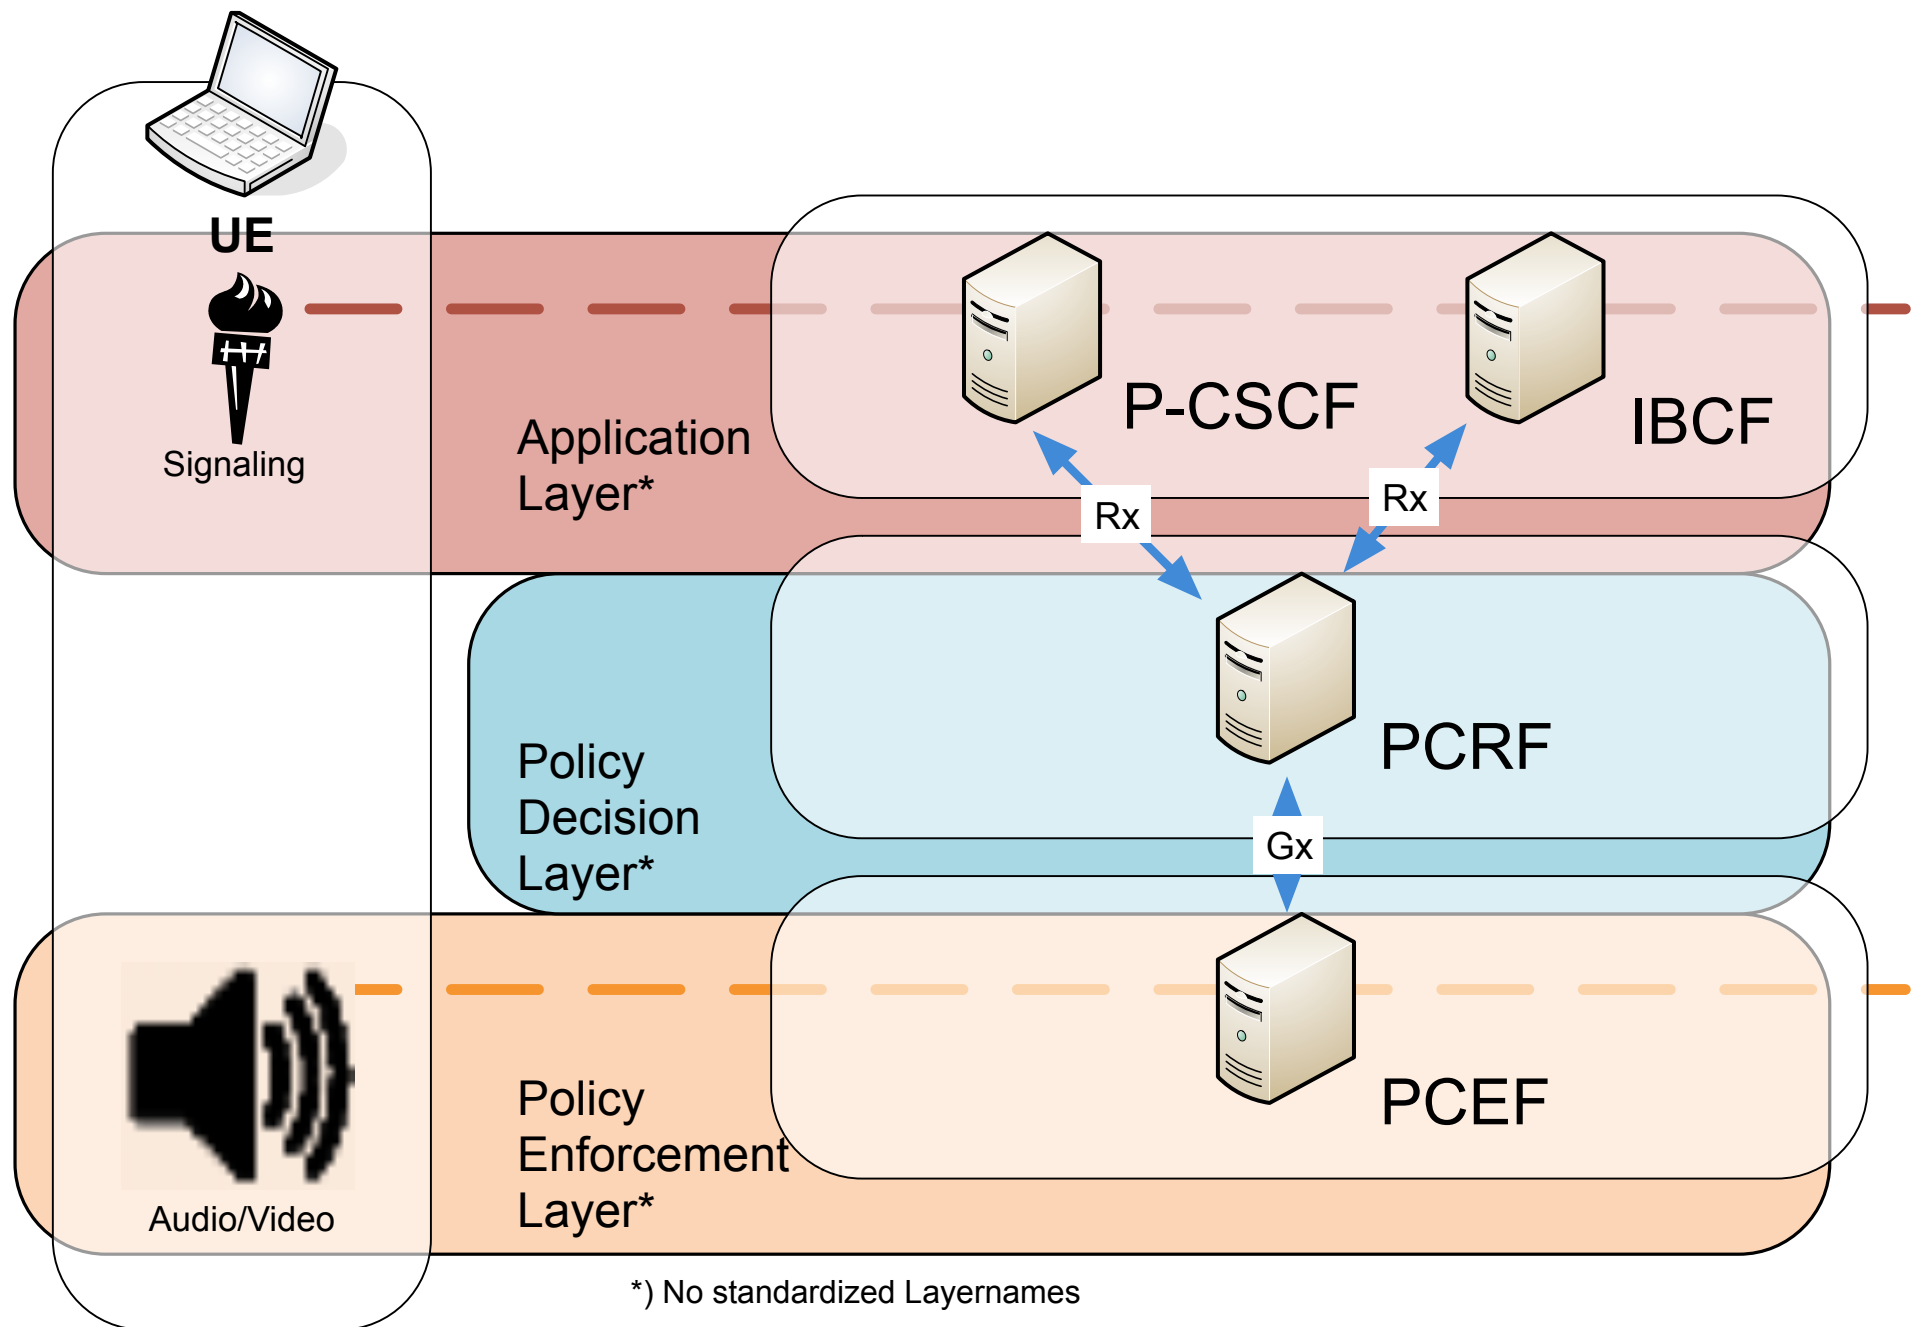 UE
Signaling
Application
Layer*
P-CSCF
IBCF
Rx
Rx
Policy
Decision
Layer*
PCRF
Gx
Policy
Enforcement
Layer*
PCEF
Audio/Video
*) No standardized Layernames